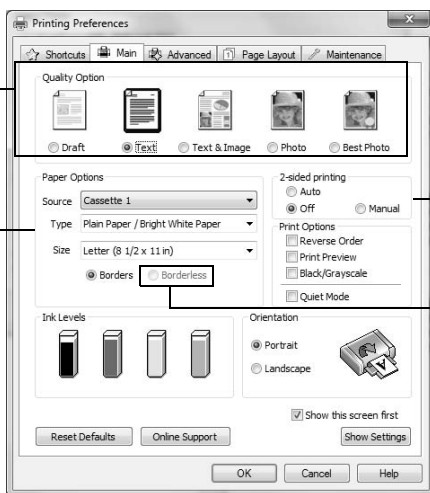 Printing Preferences
Shortcuts Main Advanced Page Layout Maintenance
Quality Option
Draft Text Text & Image Photo Best Photo
Paper Options
Source Cassette 1
Type Plain Paper / Bright White Paper
Size Letter (8 1/2 x 11 in)
Borders Borderless
2-sided printing
Auto
Off Manual
Print Options
Reverse Order
Print Preview
Black/Grayscale
Quiet Mode
Ink Levels
Orientation
Portrait
Landscape
A
Show this screen first
Reset Defaults Online Support Show Settings
OK Cancel Help